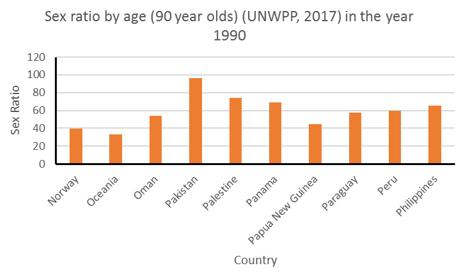 Sex ratio by age (90 year olds) (UNWPP, 2017) in the year
1990
120
100
80
60
40
20
0
Sex Ratio
Norway
Oceania
Oman
Pakistan
Palestine
Panama
Papua New Guinea
Paraguay
Peru
Philippines
Country